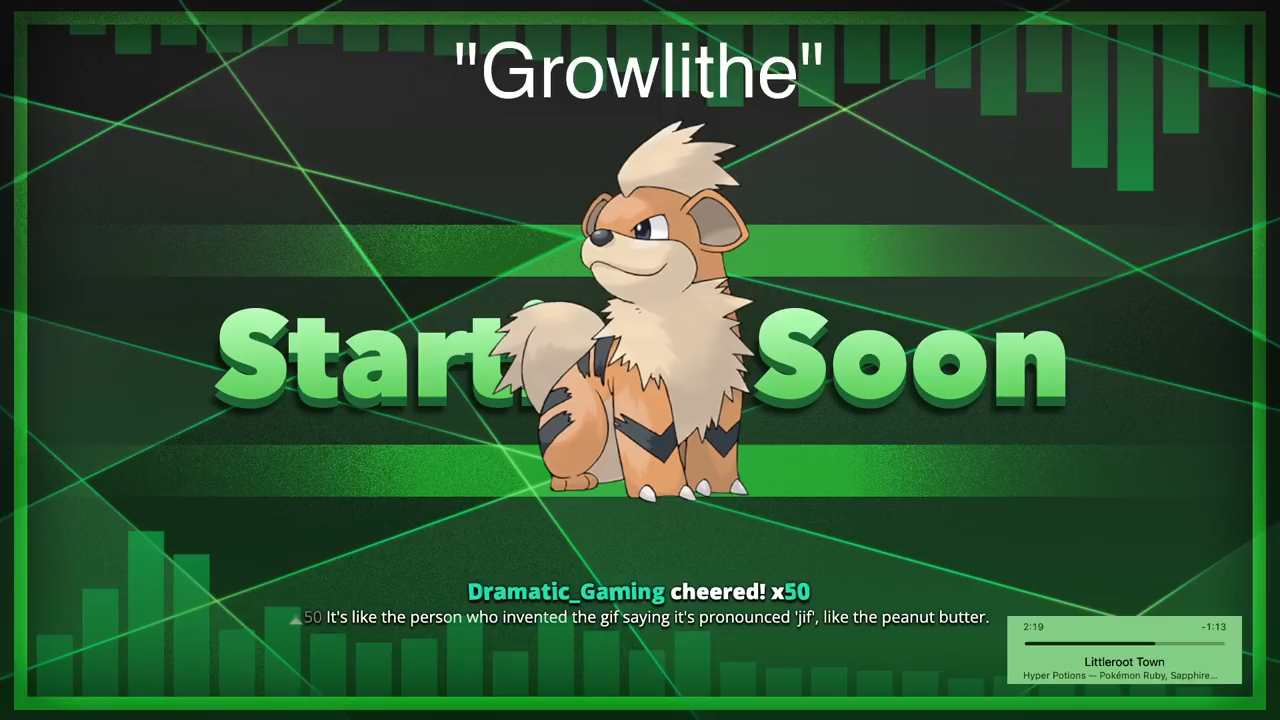 "Growlithe"
Start Soon
Dramatic_Gaming cheered! x50
50 It's like the person who invented the gif saying it's pronounced 'jif', like the peanut butter.
2:19 -1:13
Littleroot Town
Hyper Potions — Pokémon Ruby, Sapphire...